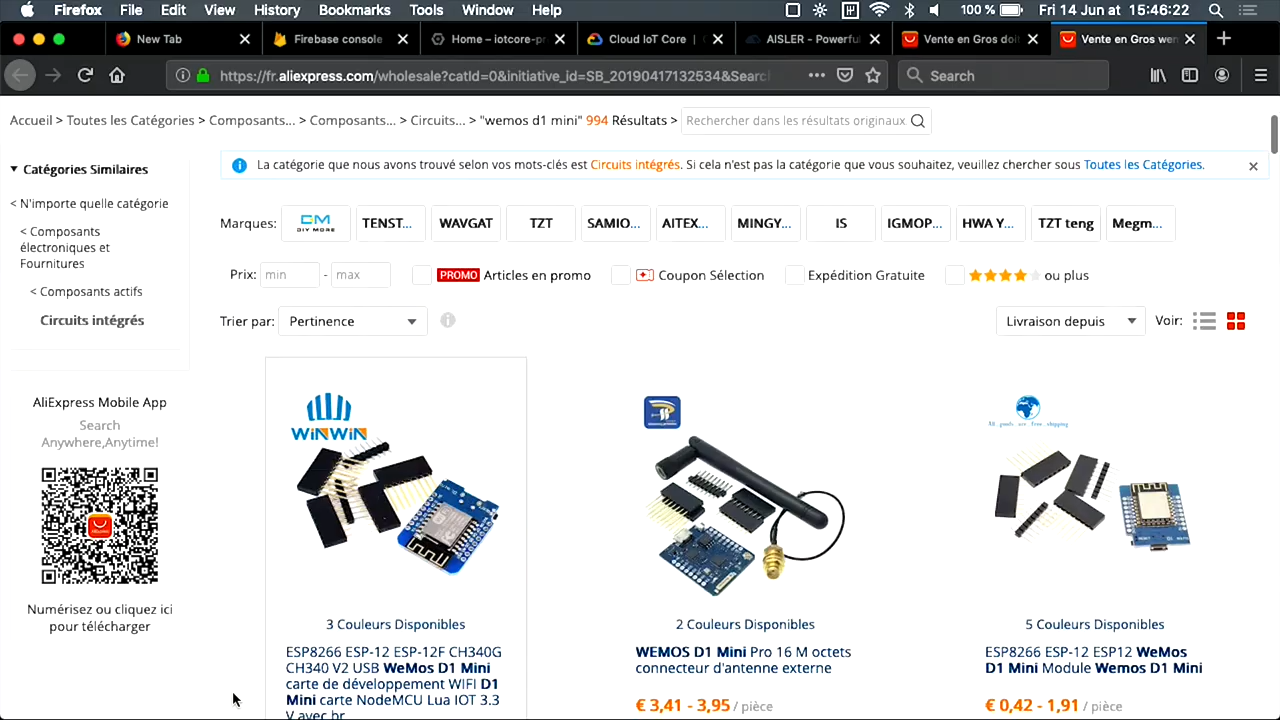 Firefox File Edit View History Bookmarks Tools Window Help 100 % Fri 14 Jun at 15:46:22
New Tab Firebase console Home – iotcore-pr Cloud IoT Core | AISLER - Powerful Vente en Gros doit Vente en Gros wem
https://fr.aliexpress.com/wholesale?catId=0&initiative_id=SB_20190417132534&Search Search
Accueil > Toutes les Catégories > Composants... > Composants... > Circuits... > "wemos d1 mini" 994 Résultats > Rechercher dans les résultats originaux
Catégories Similaires
La catégorie que nous avons trouvé selon vos mots-clés est Circuits intégrés. Si cela n'est pas la catégorie que vous souhaitez, veuillez chercher sous Toutes les Catégories.
< N'importe quelle catégorie
< Composants
électroniques et
Fournitures
< Composants actifs
Circuits intégrés
Marques: DIY MORE TENST... WAVGAT TZT SAMIO... AITEX... MINGY... IS IGMOP... HWA Y... TZT teng Megm...
Prix: min - max PROMO Articles en promo Coupon Sélection Expédition Gratuite ou plus
Trier par: Pertinence Livraison depuis Voir:
AliExpress Mobile App
Search
Anywhere,Anytime!
Numérisez ou cliquez ici
pour télécharger
WiNWiN
3 Couleurs Disponibles
ESP8266 ESP-12 ESP-12F CH340G
CH340 V2 USB WeMos D1 Mini
carte de développement WIFI D1
Mini carte NodeMCU Lua IOT 3.3
V avec br
2 Couleurs Disponibles
WEMOS D1 Mini Pro 16 M octets
connecteur d'antenne externe
€ 3,41 - 3,95 / pièce
All goods are free shipping
5 Couleurs Disponibles
ESP8266 ESP-12 ESP12 WeMos
D1 Mini Module Wemos D1 Mini
€ 0,42 - 1,91 / pièce